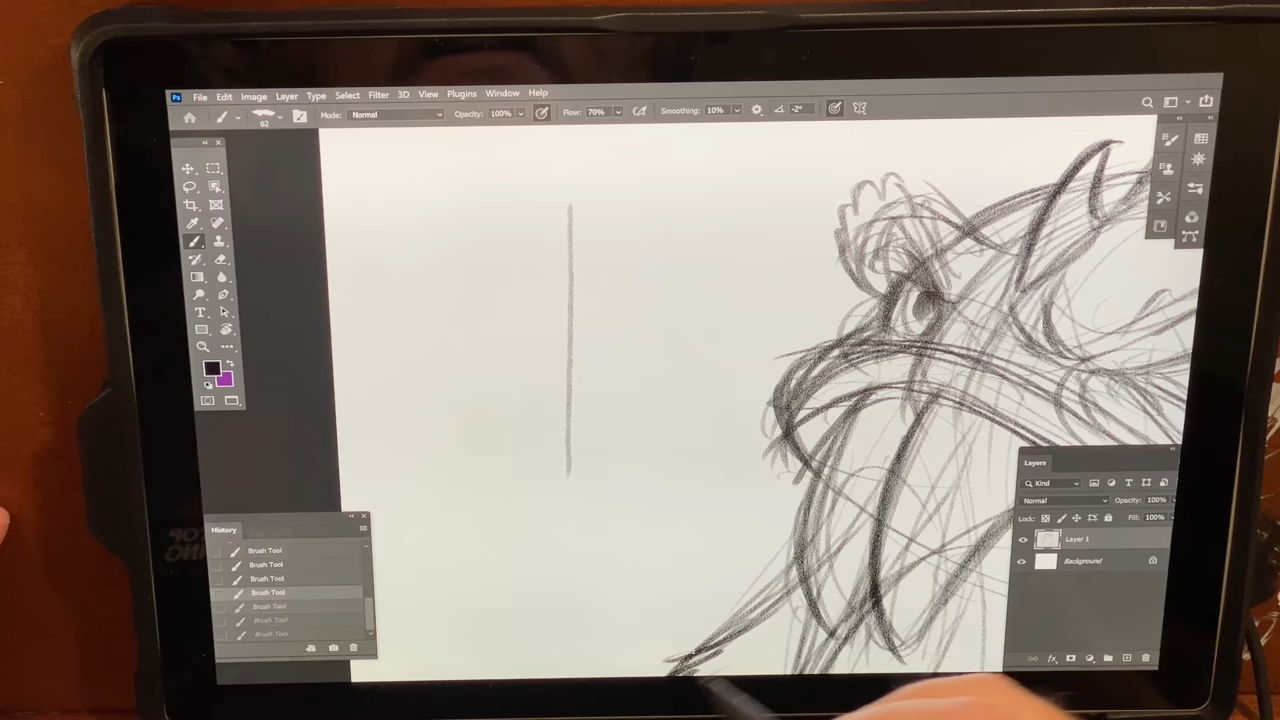 Ps File Edit Image Layer Type Select Filter 3D View Plugins Window Help
62 Mode: Normal Opacity: 100% Flow: 70% Smoothing: 10% -2°
Layers
Kind
Normal Opacity: 100%
Lock: Fill: 100%
Layer 1
Background
History
Brush Tool
Brush Tool
Brush Tool
Brush Tool
Brush Tool
Brush Tool
Brush Tool